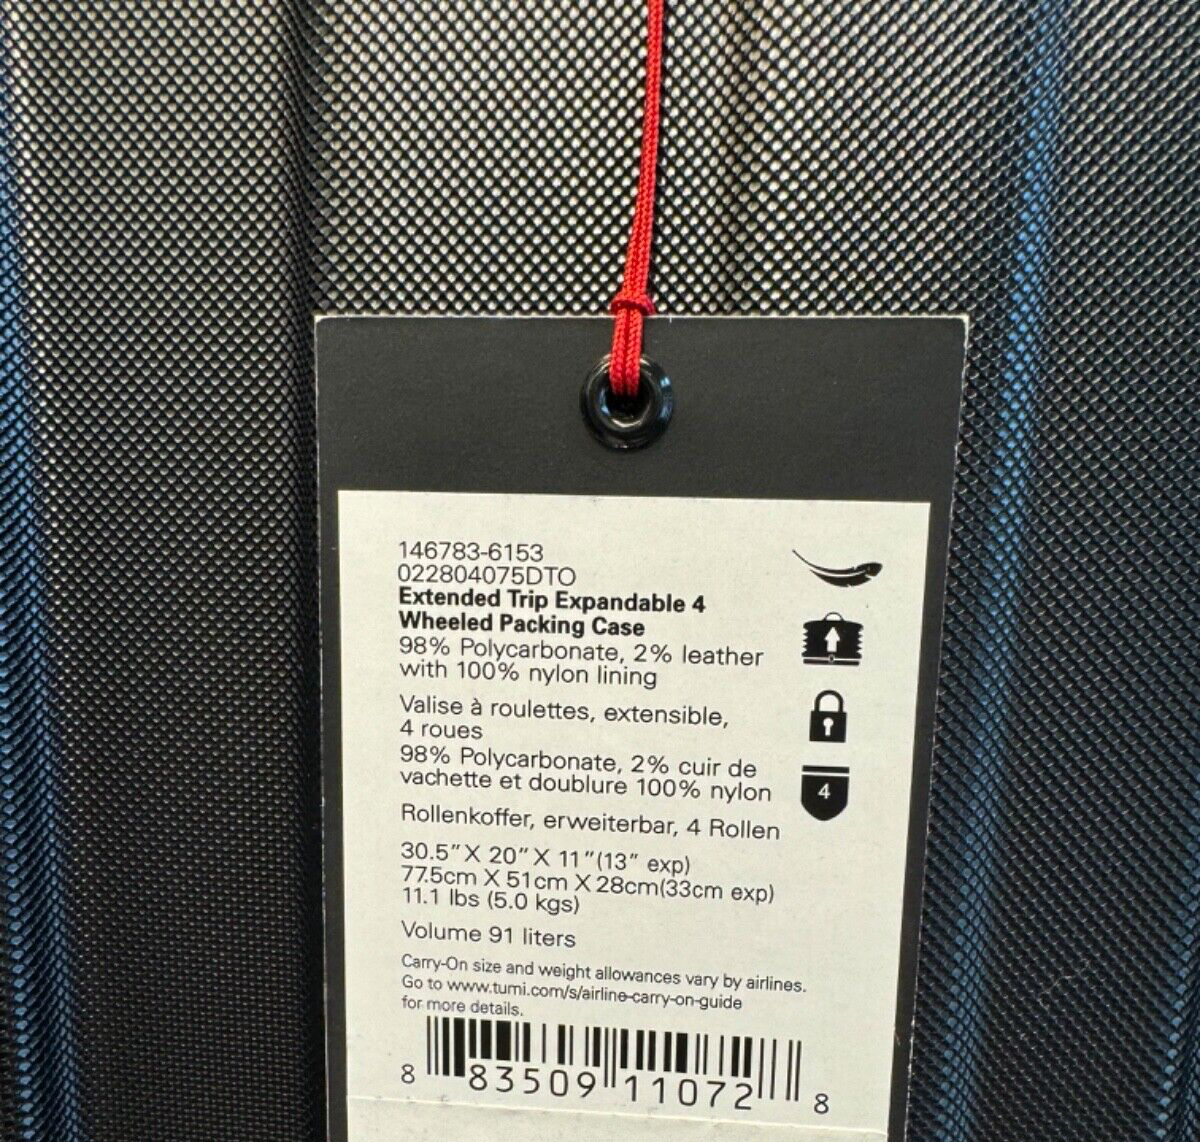 146783-6153
022804075DTO
Extended Trip Expandable 4
Wheeled Packing Case
98% Polycarbonate, 2% leather
with 100% nylon lining
Valise à roulettes, extensible,
4 roues
98% Polycarbonate, 2% cuir de
vachette et doublure 100% nylon
Rollenkoffer, erweiterbar, 4 Rollen
30.5" X 20" X 11"(13" exp)
77.5cm X 51cm X 28cm(33cm exp)
11.1 lbs (5.0 kgs)
Volume 91 liters
Carry-On size and weight allowances vary by airlines.
Go to www.tumi.com/s/airline-carry-on-guide
for more details.
8 83509 11072 8
4